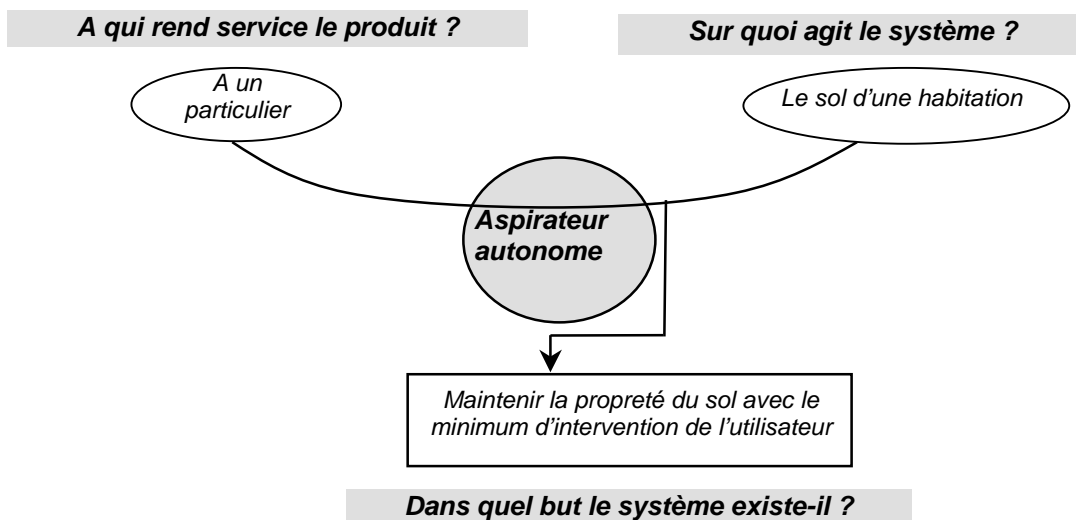 A qui rend service le produit ?
Sur quoi agit le système ?
A un
particulier
Le sol d'une habitation
Aspirateur
autonome
Maintenir la propreté du sol avec le
minimum d'intervention de l'utilisateur
Dans quel but le système existe-il ?